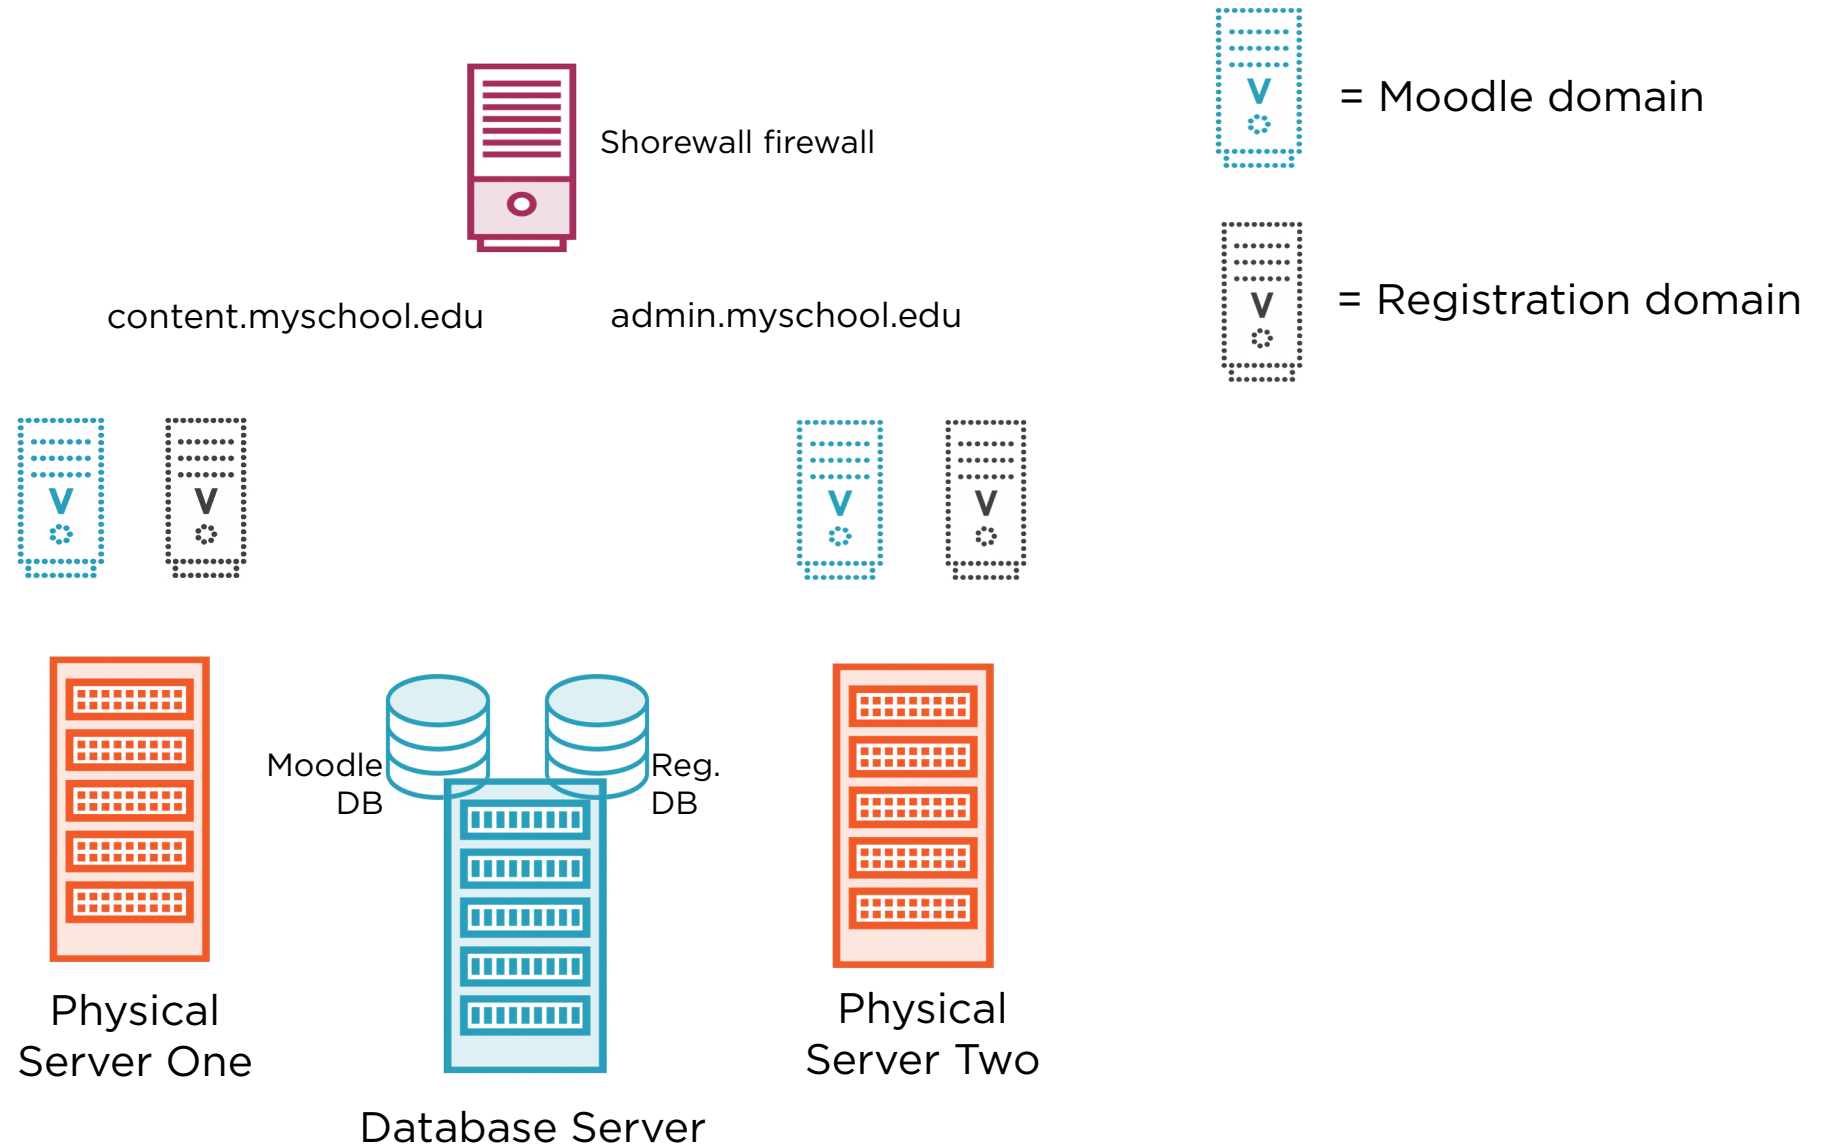 V
= Moodle domain
Shorewall firewall
V
= Registration domain
content.myschool.edu
admin.myschool.edu
V
V
V
V
Moodle
DB
Reg.
DB
Physical
Server One
Physical
Server Two
Database Server